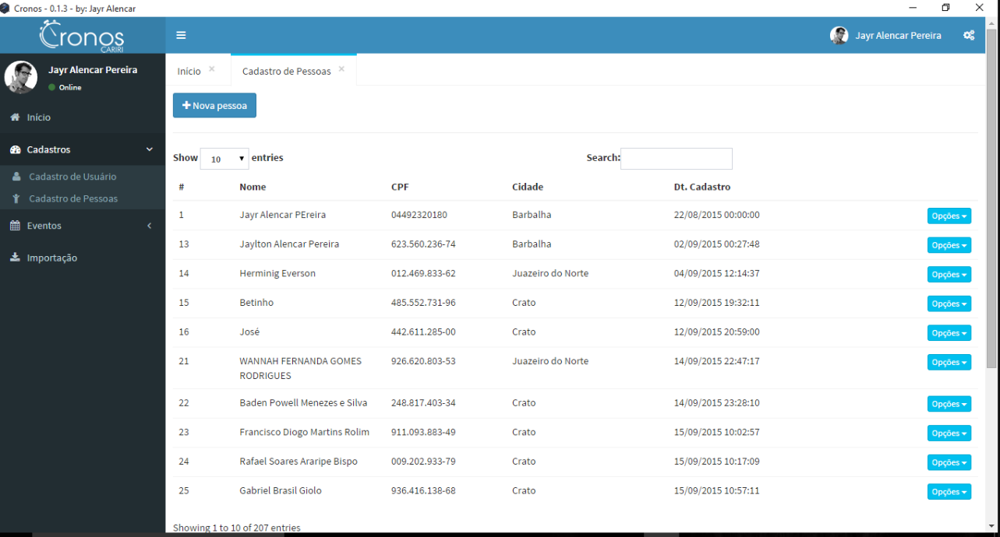 Cronos - 0.1.3 - by: Jayr Alencar
Cronos
CARIRI
Jayr Alencar Pereira
Jayr Alencar Pereira
Online
Início
Cadastros
Cadastro de Usuário
Cadastro de Pessoas
Eventos
Importação
Início × Cadastro de Pessoas ×
+ Nova pessoa
Show 10 entries Search:
# Nome CPF Cidade Dt. Cadastro
1 Jayr Alencar PEreira 04492320180 Barbalha 22/08/2015 00:00:00 Opções
13 Jaylton Alencar Pereira 623.560.236-74 Barbalha 02/09/2015 00:27:48 Opções
14 Herminig Everson 012.469.833-62 Juazeiro do Norte 04/09/2015 12:14:37 Opções
15 Betinho 485.552.731-96 Crato 12/09/2015 19:32:11 Opções
16 José 442.611.285-00 Crato 12/09/2015 20:59:00 Opções
21 WANNAH FERNANDA GOMES 926.620.803-53 Juazeiro do Norte 14/09/2015 22:47:17 Opções
RODRIGUES
22 Baden Powell Menezes e Silva 248.817.403-34 Crato 14/09/2015 23:28:10 Opções
23 Francisco Diogo Martins Rolim 911.093.883-49 Crato 15/09/2015 10:02:57 Opções
24 Rafael Soares Araripe Bispo 009.202.933-79 Crato 15/09/2015 10:17:09 Opções
25 Gabriel Brasil Giolo 936.416.138-68 Crato 15/09/2015 10:57:11 Opções
Showing 1 to 10 of 207 entries